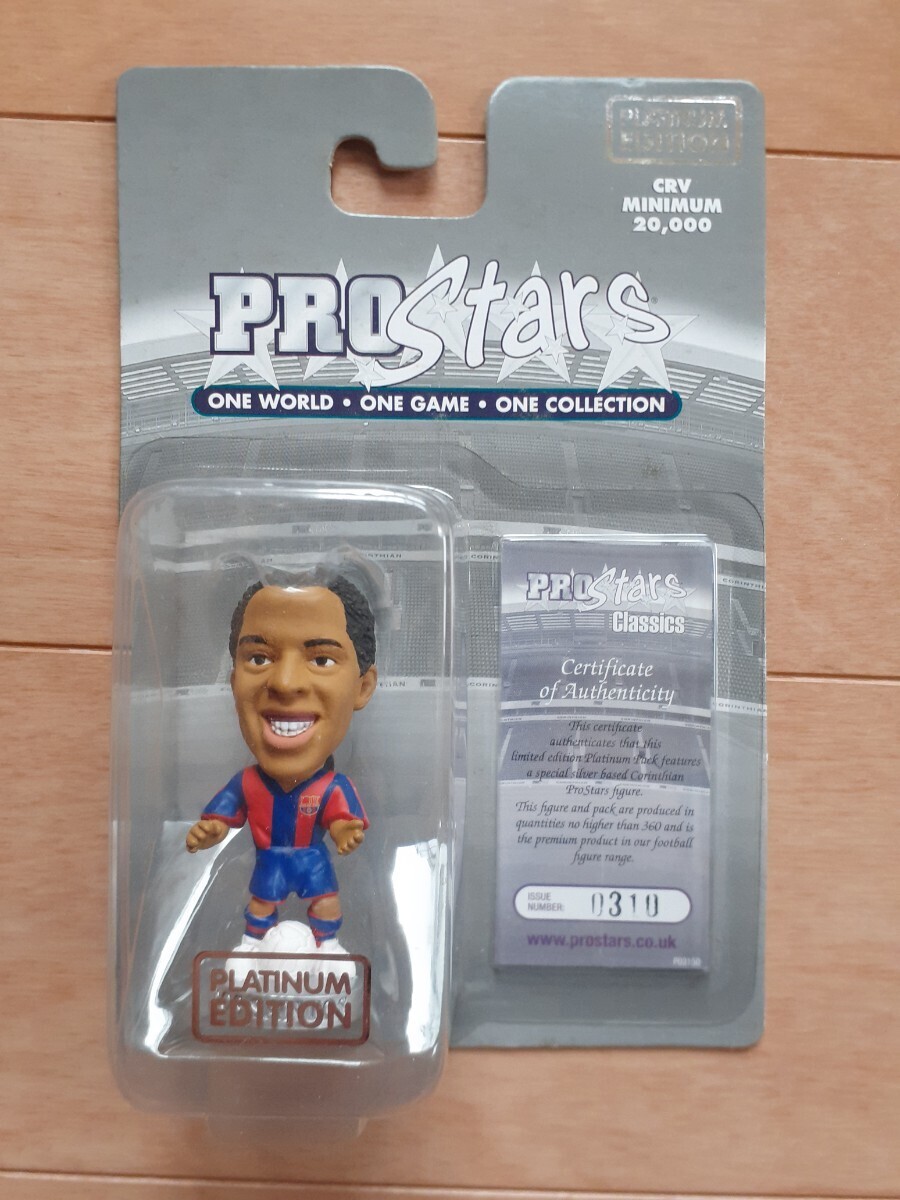 PLATINUM
EDITION
CRV
MINIMUM
20,000
PROStars
ONE WORLD • ONE GAME • ONE COLLECTION
PROStars
Classics
Certificate
of Authenticity
This certificate
authenticates that this
limited edition Platinum Pack features
a special silver based Corinthian
ProStars figure.
This figure and pack are produced in
quantities no higher than 360 and is
the premium product in our football
figure range.
ISSUE
NUMBER:
0310
www.prostars.co.uk
PLATINUM
EDITION